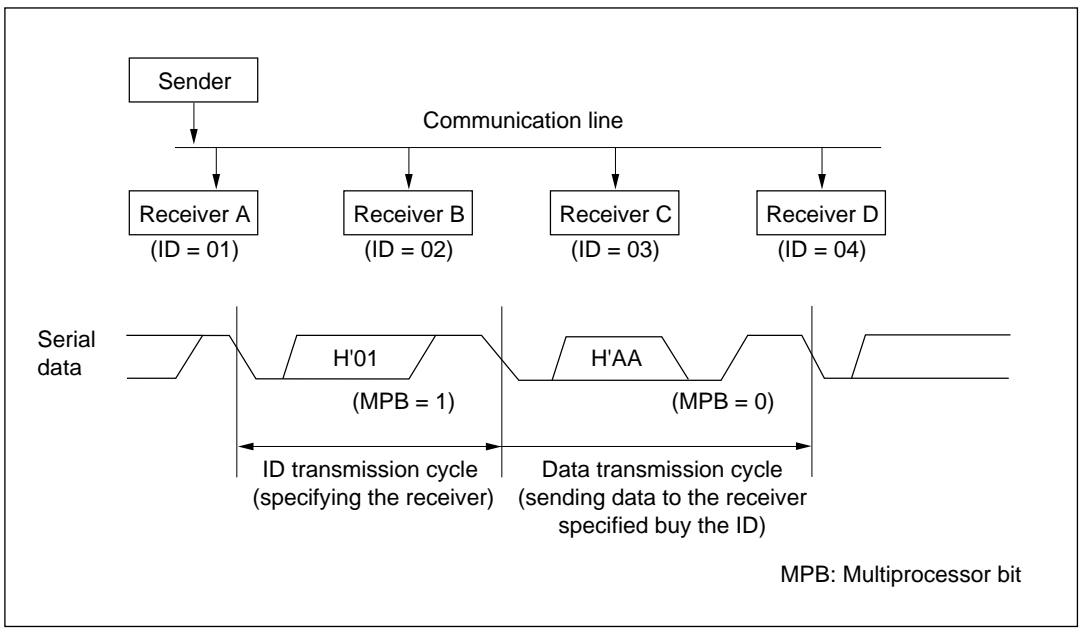 Sender
Communication line
Receiver A
Receiver B
Receiver C
Receiver D
(ID = 01)
(ID = 02)
(ID = 03)
(ID = 04)
Serial
data
H'01
H'AA
(MPB = 1)
(MPB = 0)
ID transmission cycle
(specifying the receiver)
Data transmission cycle
(sending data to the receiver
specified buy the ID)
MPB: Multiprocessor bit